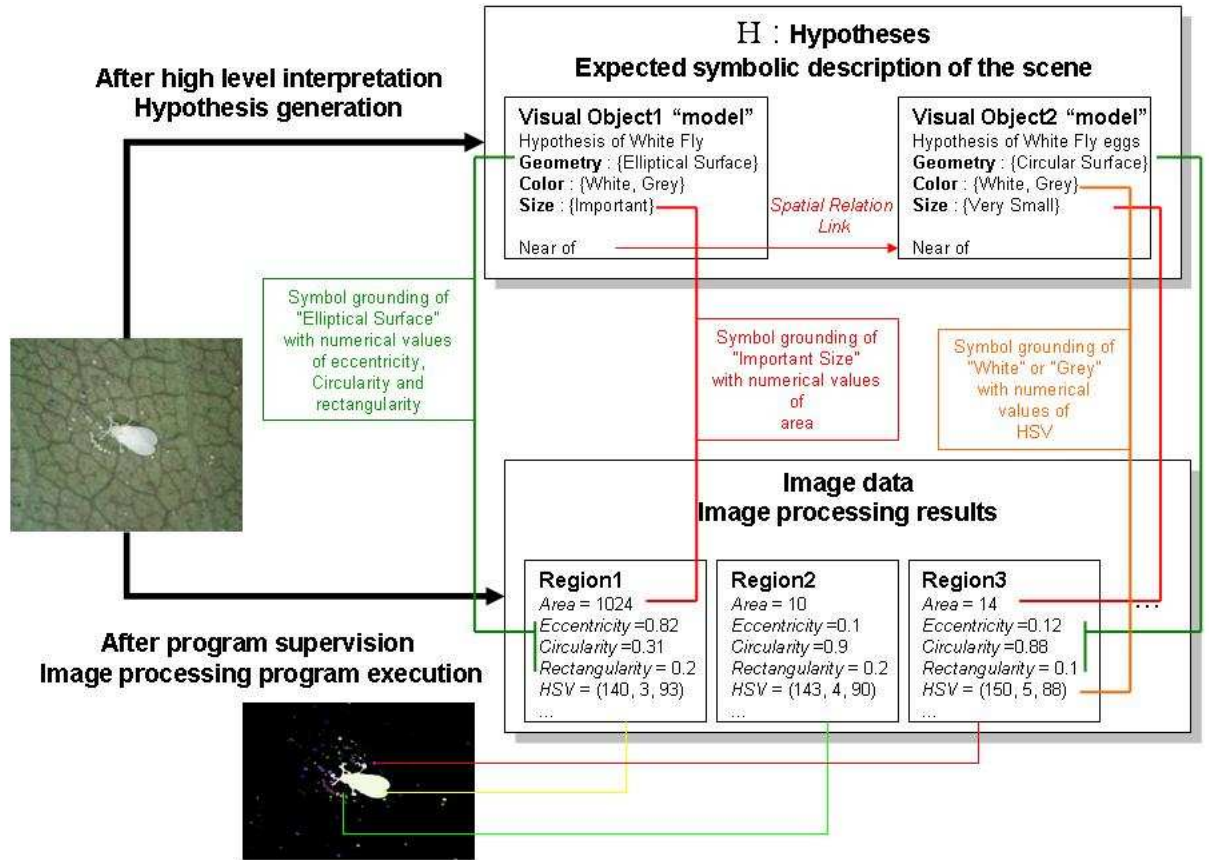 H : Hypotheses
Expected symbolic description of the scene
After high level interpretation
Hypothesis generation
Visual Object1 “model”
Hypothesis of White Fly
Geometry : {Elliptical Surface}
Color : {White, Grey}
Size : {Important}
Near of
Spatial Relation
Link
Visual Object2 “model”
Hypothesis of White Fly eggs
Geometry : {Circular Surface}
Color : {White, Grey}
Size : {Very Small}
Near of
Symbol grounding of
"Elliptical Surface"
with numerical values
of eccentricity,
Circularity and
rectangularity
Symbol grounding of
"Important Size"
with numerical values
of
area
Symbol grounding of
"White" or "Grey"
with numerical
values of
HSV
Image data
Image processing results
Region1
Area = 1024
Eccentricity =0.82
Circularity =0.31
Rectangularity = 0.2
HSV = (140, 3, 93)
...
Region2
Area = 10
Eccentricity =0.1
Circularity =0.9
Rectangularity = 0.2
HSV = (143, 4, 90)
...
Region3
Area = 14
Eccentricity =0.12
Circularity =0.88
Rectangularity = 0.1
HSV = (150, 5, 88)
...
...
After program supervision
Image processing program execution